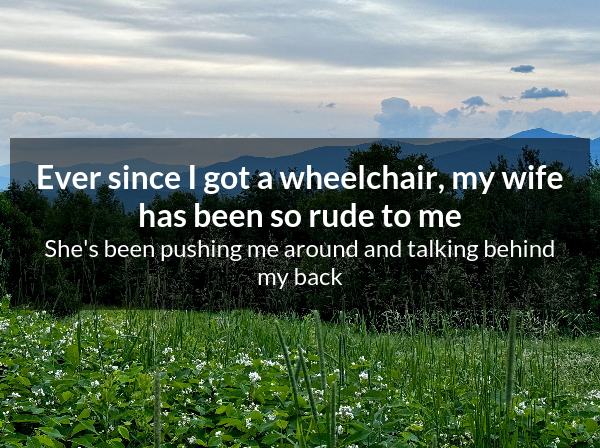 Ever since I got a wheelchair, my wife
has been so rude to me
She's been pushing me around and talking behind
my back